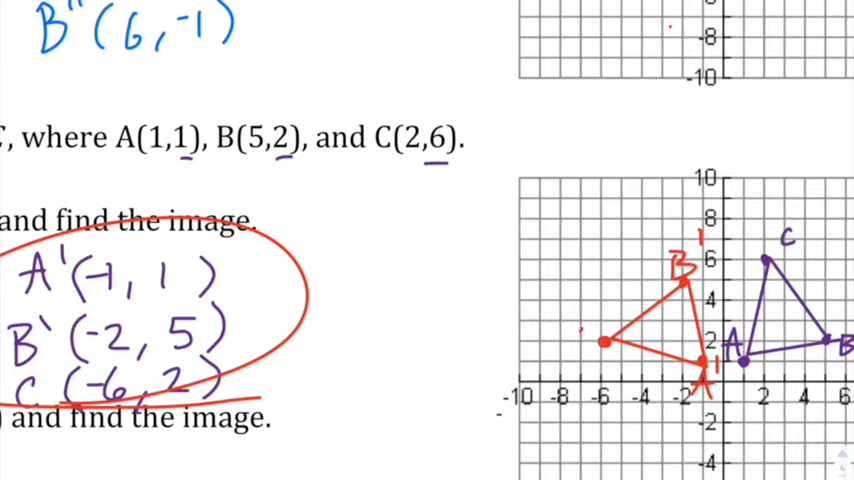 B" (6,-1)
C, where A(1,1), B(5,2), and C(2,6).
and find the image.
A' (-1, 1)
B' (-2, 5)
C (-6, 2)
) and find the image.
-8
-10
10
8
6
4
2
-10 -8 -6 -4 -2 2 4 6
-2
-4
B'
A'
C
A
B
6